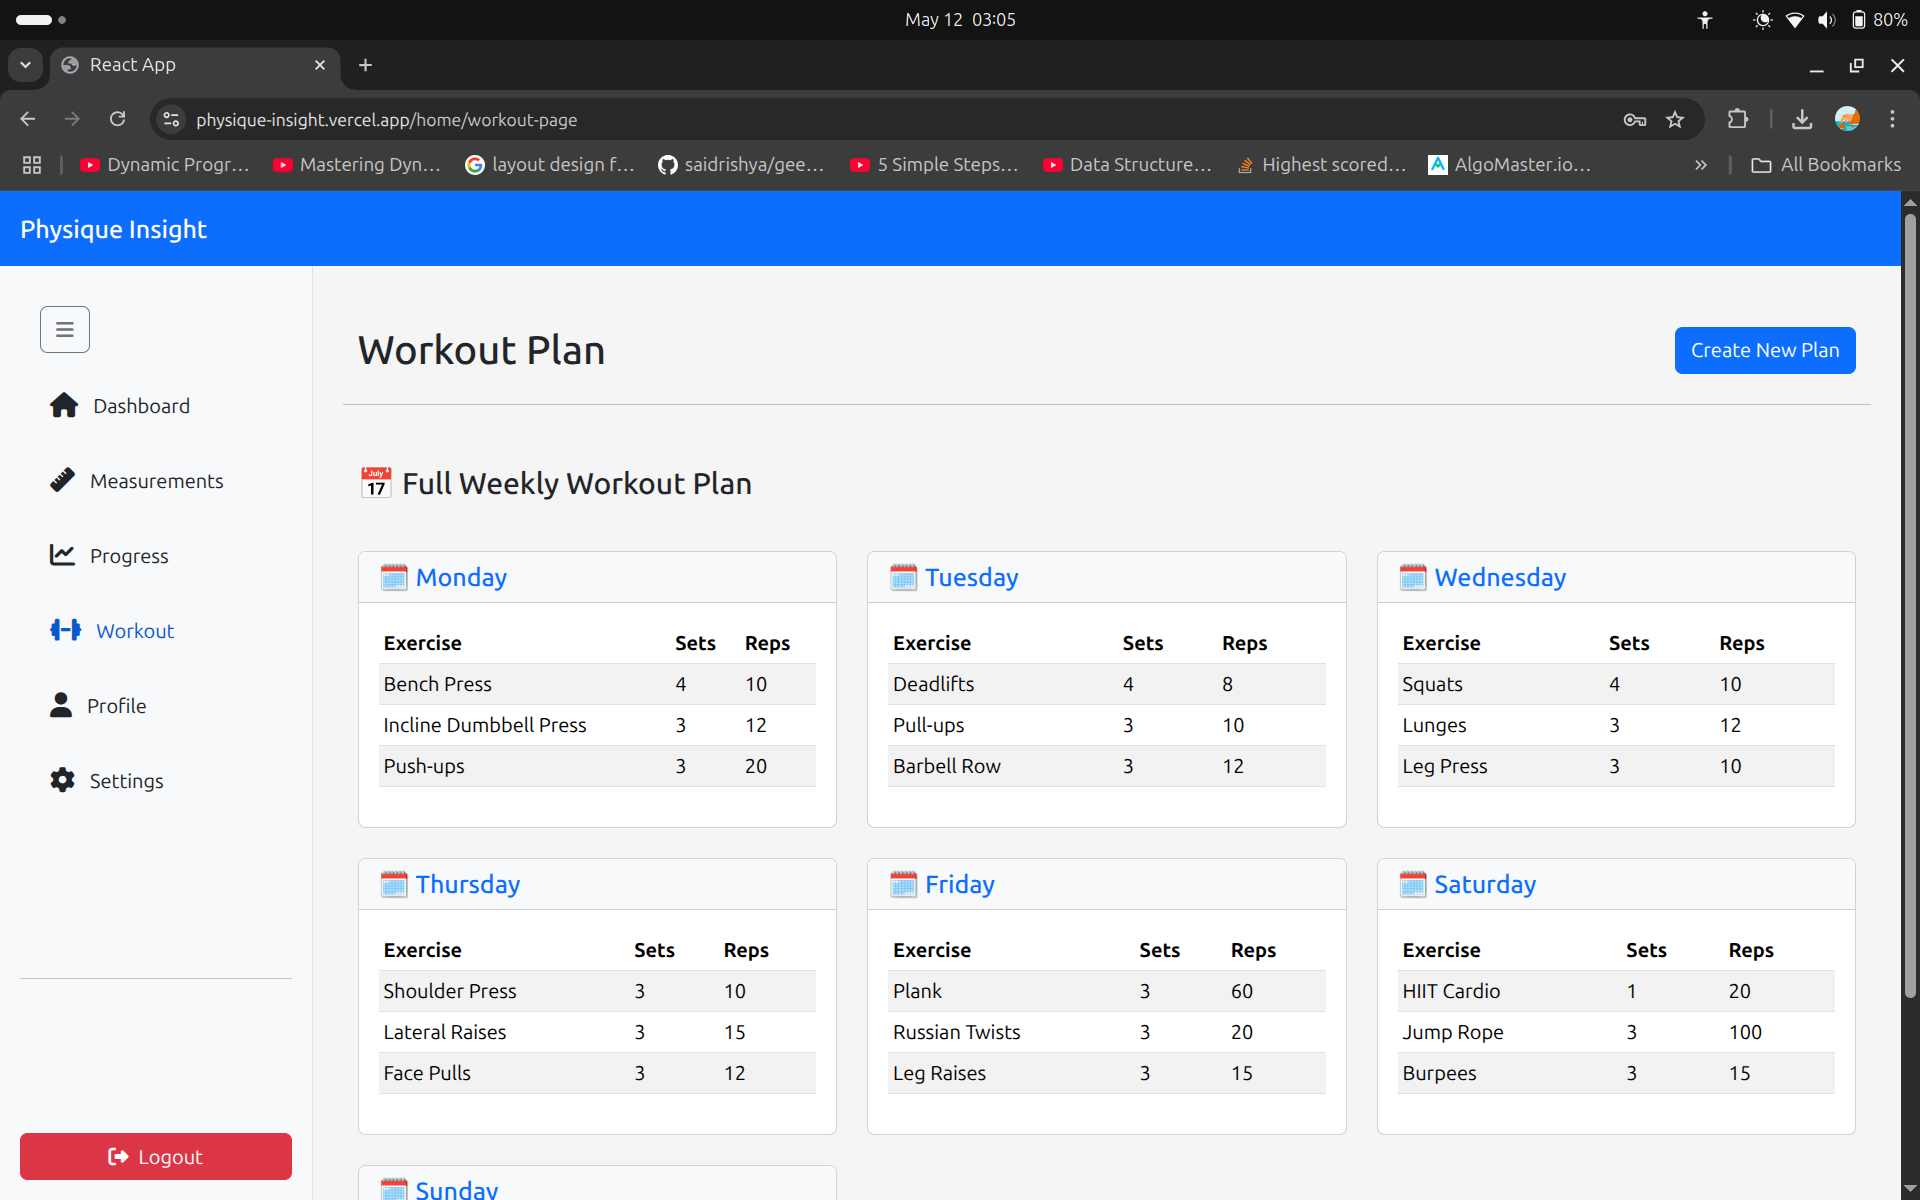 May 12 03:05
80%
React App
physique-insight.vercel.app/home/workout-page
Dynamic Progr...
Mastering Dyn...
layout design f...
saidrishya/gee...
5 Simple Steps...
Data Structure...
Highest scored...
AlgoMaster.io...
All Bookmarks
Physique Insight
Dashboard
Measurements
Progress
Workout
Profile
Settings
Logout
Workout Plan
Create New Plan
July
17
Full Weekly Workout Plan
Monday
Exercise Sets Reps
Bench Press 4 10
Incline Dumbbell Press 3 12
Push-ups 3 20
Tuesday
Exercise Sets Reps
Deadlifts 4 8
Pull-ups 3 10
Barbell Row 3 12
Wednesday
Exercise Sets Reps
Squats 4 10
Lunges 3 12
Leg Press 3 10
Thursday
Exercise Sets Reps
Shoulder Press 3 10
Lateral Raises 3 15
Face Pulls 3 12
Friday
Exercise Sets Reps
Plank 3 60
Russian Twists 3 20
Leg Raises 3 15
Saturday
Exercise Sets Reps
HIIT Cardio 1 20
Jump Rope 3 100
Burpees 3 15
Sunday